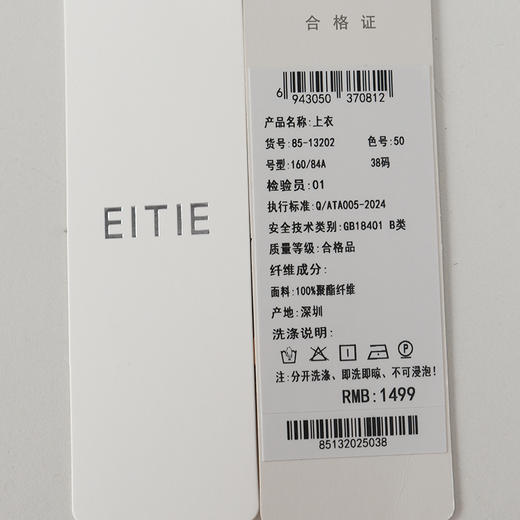 EITIE
合格证
6 943050 370812
产品名称:上衣
货号:85-13202 色号:50
号型:160/84A 38码
检验员:01
执行标准:Q/ATA005-2024
安全技术类别:GB18401 B类
质量等级:合格品
纤维成分:
面料:100%聚酯纤维
产地:深圳
洗涤说明:
P
注:分开洗涤、即洗即晾、不可浸泡!
RMB:1499
85132025038